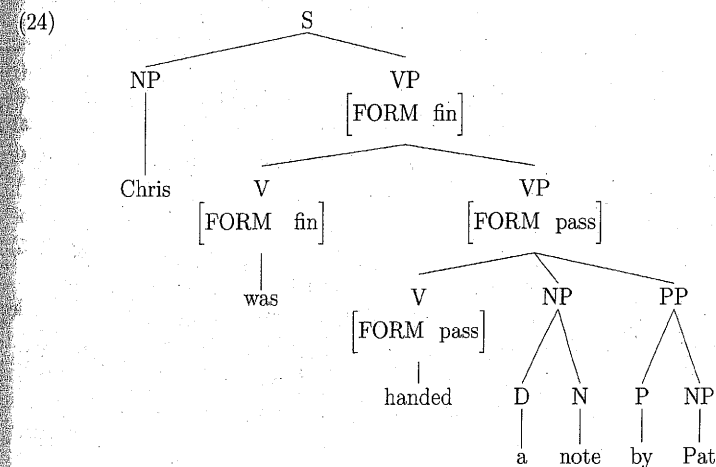 (24)
S
NP VP
[FORM fin]
Chris V VP
[FORM fin] [FORM pass]
was V NP PP
[FORM pass]
handed D N P NP
a note by Pat